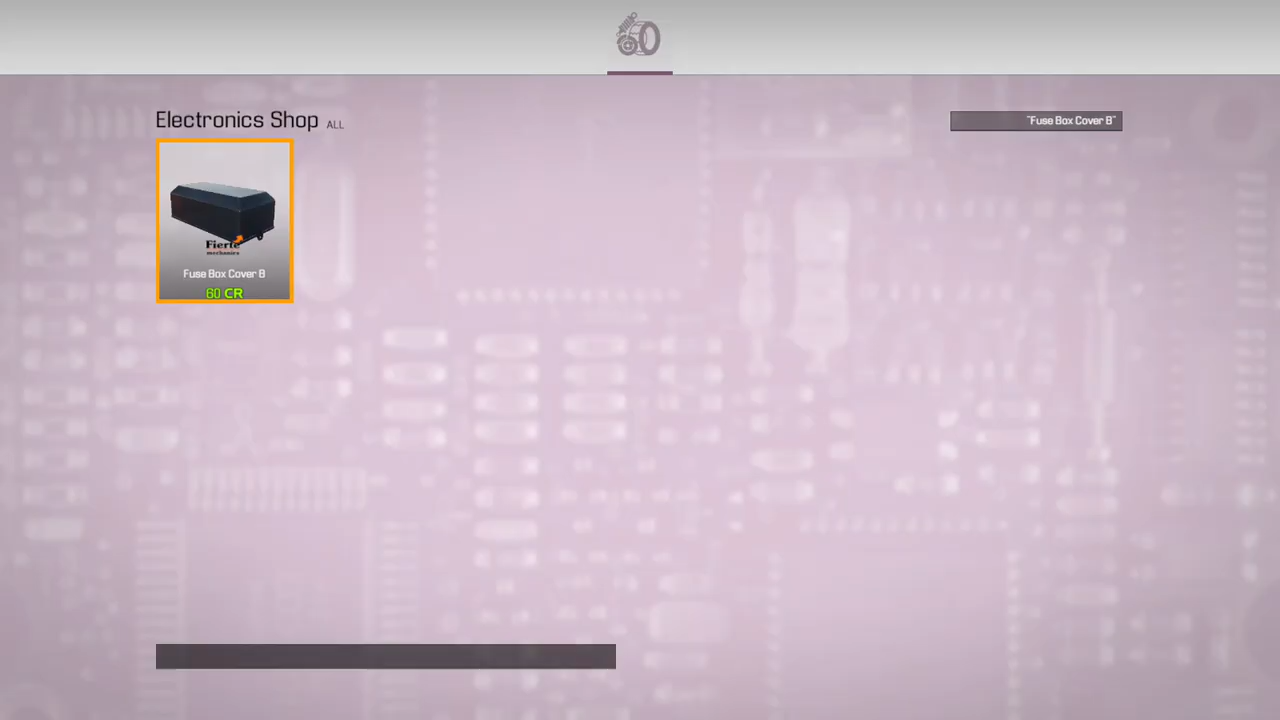 Electronics Shop ALL
"Fuse Box Cover B"
Fierte
mechanics
Fuse Box Cover B
60 CR